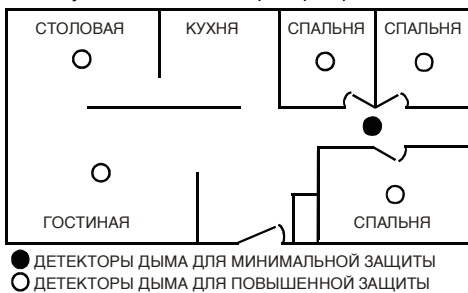 СТОЛОВАЯ КУХНЯ СПАЛЬНЯ СПАЛЬНЯ
ГОСТИНАЯ СПАЛЬНЯ
ДЕТЕКТОРЫ ДЫМА ДЛЯ МИНИМАЛЬНОЙ ЗАЩИТЫ
ДЕТЕКТОРЫ ДЫМА ДЛЯ ПОВЫШЕННОЙ ЗАЩИТЫ